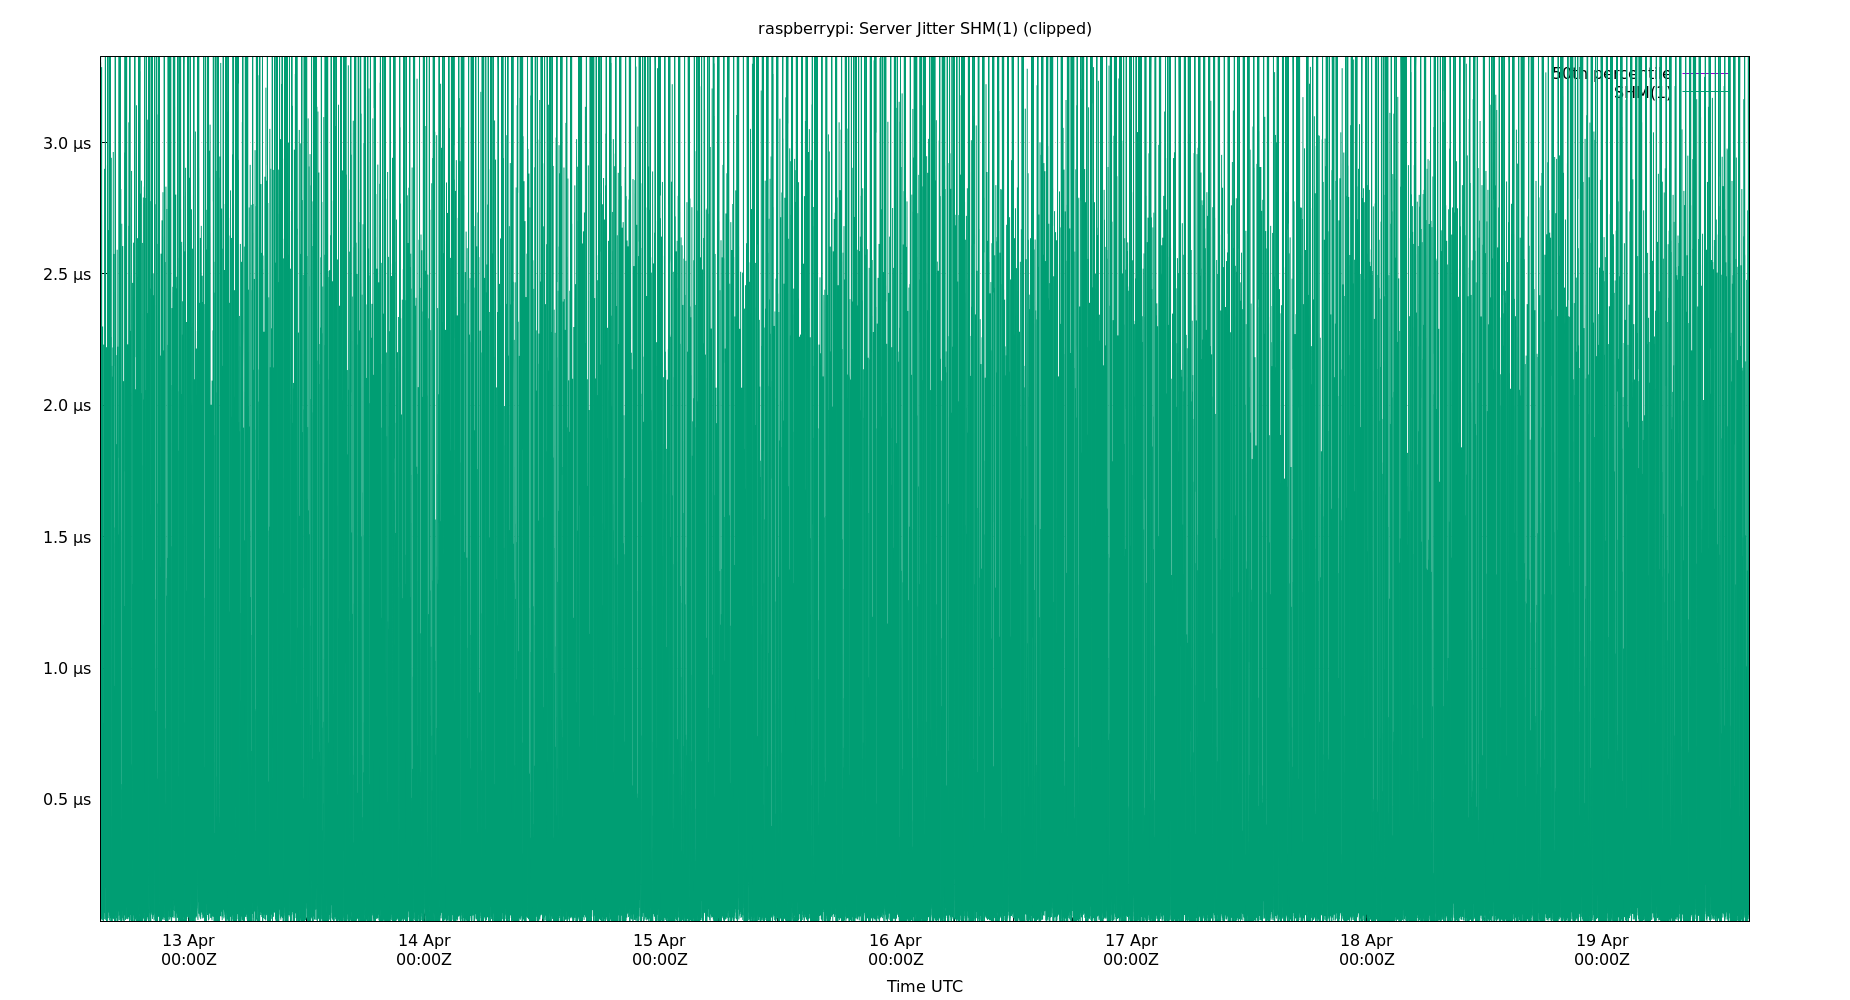 raspberrypi: Server Jitter SHM(1) (clipped)
50th percentile
SHM(1)
3.0 µs
2.5 µs
2.0 µs
1.5 µs
1.0 µs
0.5 µs
13 Apr 14 Apr 15 Apr 16 Apr 17 Apr 18 Apr 19 Apr
00:00Z 00:00Z 00:00Z 00:00Z 00:00Z 00:00Z 00:00Z
Time UTC